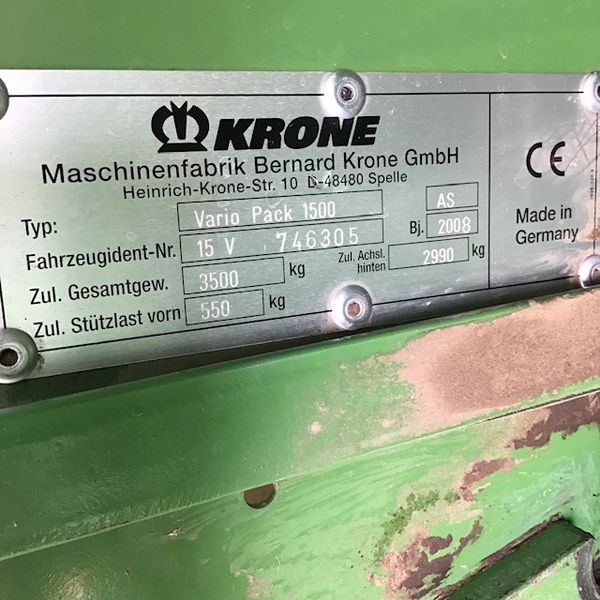 KRONE
Maschinenfabrik Bernard Krone GmbH
Heinrich-Krone-Str. 10 D-48480 Spelle
Typ: Vario Pack 1500 AS
Fahrzeugident-Nr. 15 V 746305 Bj. 2008
Zul. Gesamtgew. 3500 kg Zul. Achsl. hinten 2990 kg
Zul. Stützlast vorn 550 kg
CE
Made in
Germany